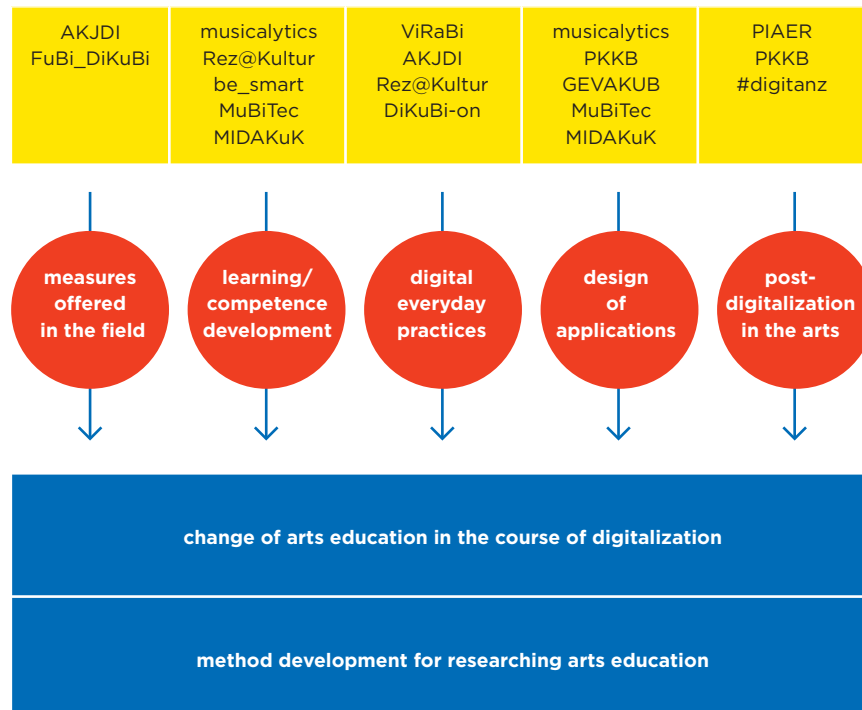 AKJDI
FuBi_DiKuBi
musicalytics
Rez@Kultur
be_smart
MuBiTec
MIDAKuK
ViRaBi
AKJDI
Rez@Kultur
DiKuBi-on
musicalytics
PKKB
GEVAKUB
MuBiTec
MIDAKuK
PIAER
PKKB
#digitanz
measures
offered
in the field
learning/
competence
development
digital
everyday
practices
design
of
applications
post-
digitalization
in the arts
change of arts education in the course of digitalization
method development for researching arts education